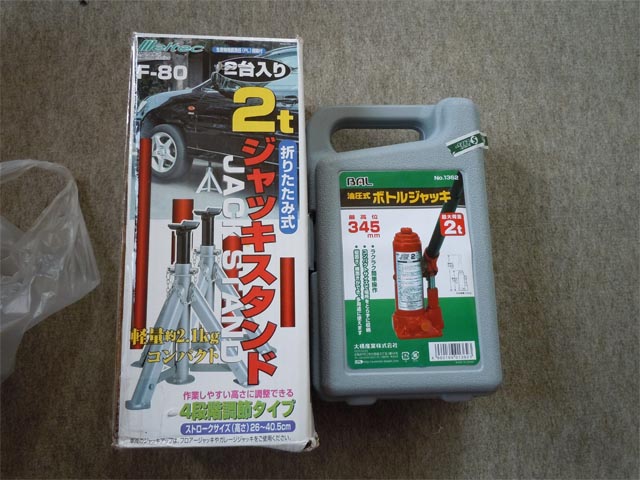 Meltec
F-80
2台入り
2t
折りたたみ式
ジャッキスタンド
JACK STAND
軽量約2.1kg
コンパクト
作業しやすい高さに調整できる
4段階調節タイプ
ストロークサイズ(高さ)26~40.5cm
BAL
No.1352
油圧式 ボトルジャッキ
最高位
345
mm
最大荷重
2t
2t
大橋産業株式会社